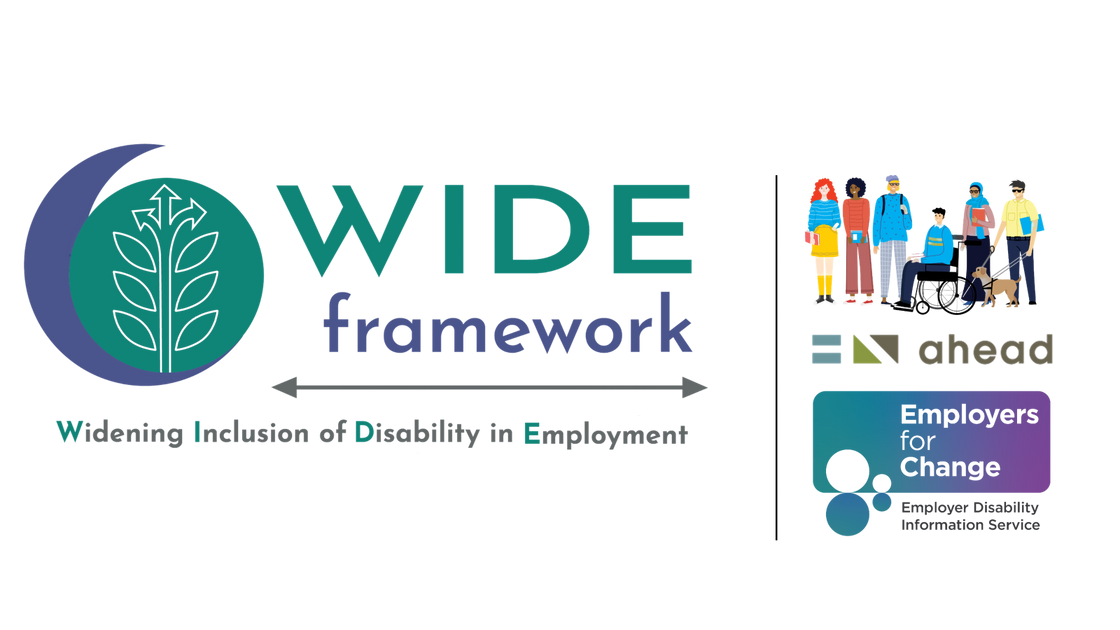 WIDE
framework
Widening Inclusion of Disability in Employment
ahead
Employers
for
Change
Employer Disability
Information Service